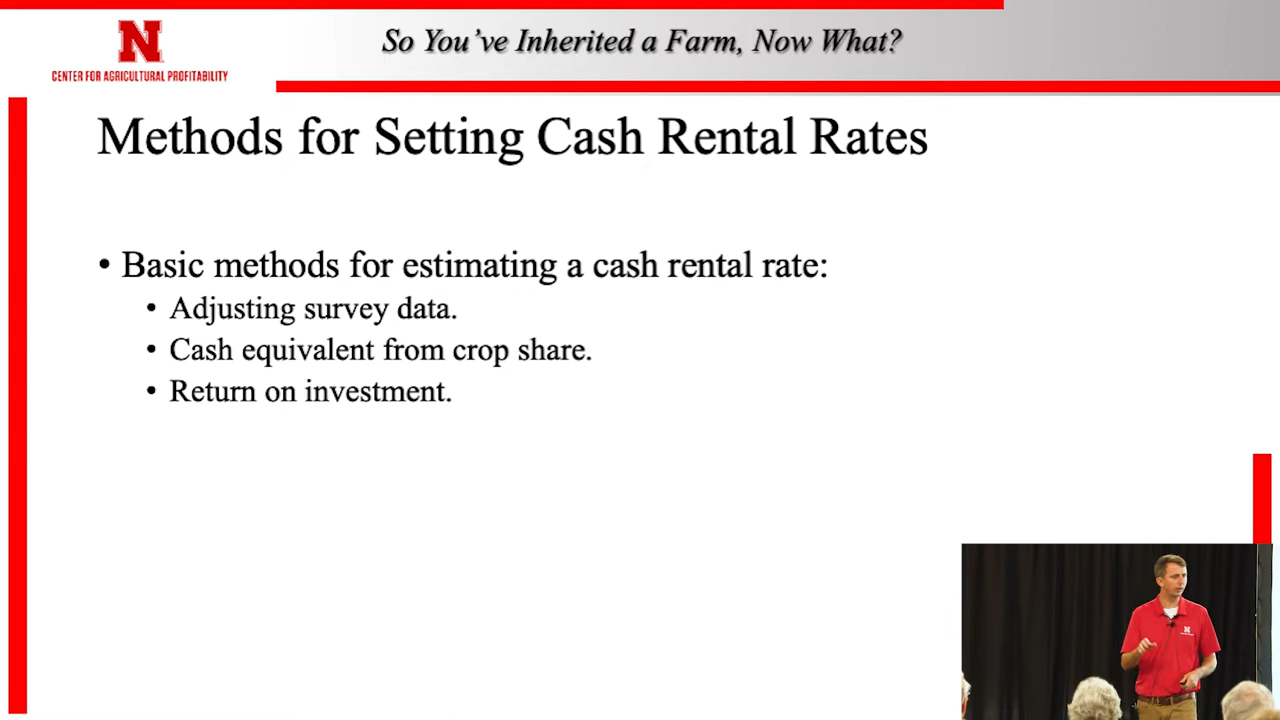 So You've Inherited a Farm, Now What?
N
CENTER FOR AGRICULTURAL PROFITABILITY
Methods for Setting Cash Rental Rates
• Basic methods for estimating a cash rental rate:
• Adjusting survey data.
• Cash equivalent from crop share.
• Return on investment.
N